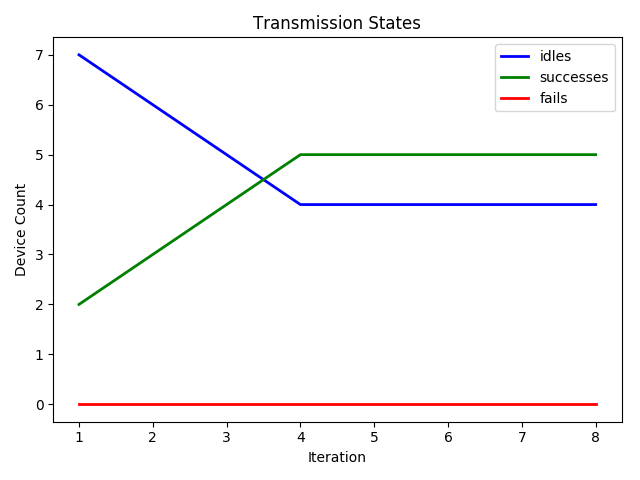 Transmission States
idles
successes
fails
Device Count
7
6
5
4
3
2
1
0
1 2 3 4 5 6 7 8
Iteration